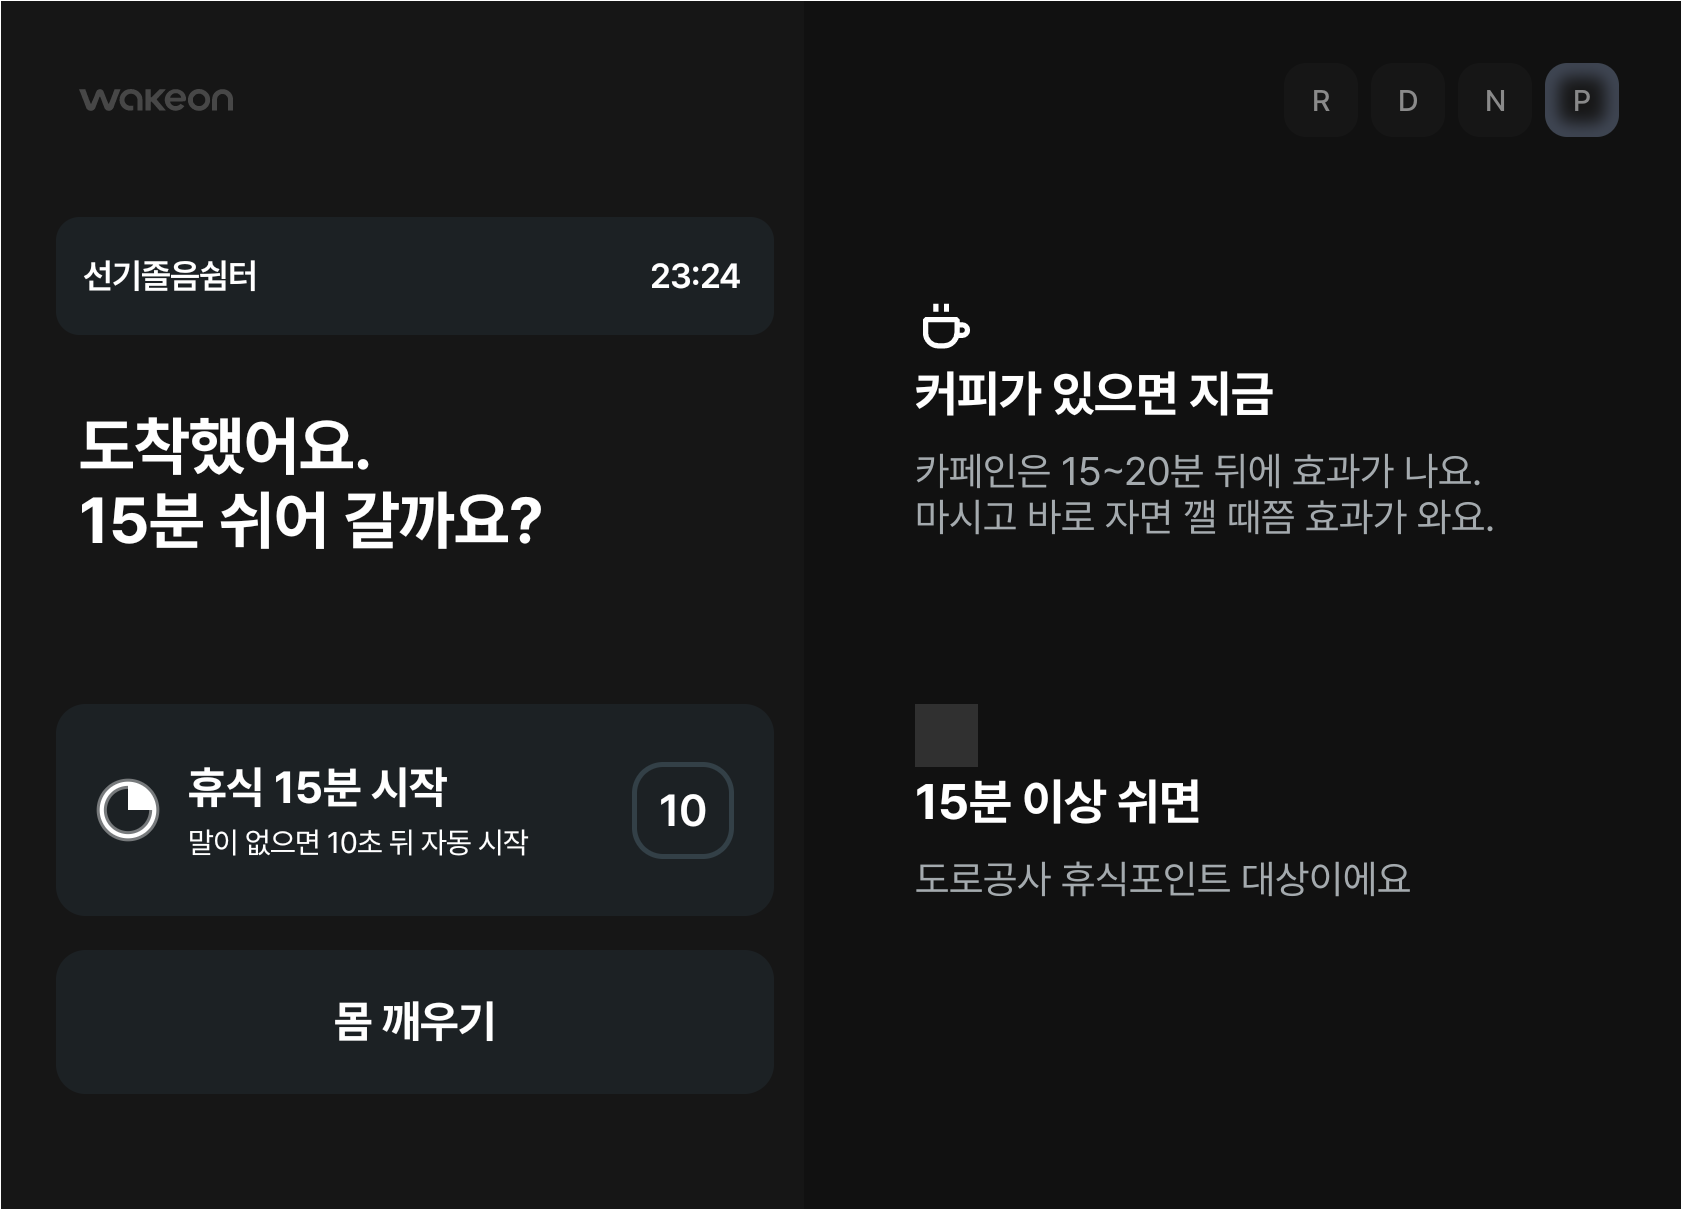 wakeon
R D N P
선기졸음쉼터 23:24
도착했어요.
15분 쉬어 갈까요?
휴식 15분 시작
말이 없으면 10초 뒤 자동 시작
10
몸 깨우기
커피가 있으면 지금
카페인은 15~20분 뒤에 효과가 나요.
마시고 바로 자면 깰 때쯤 효과가 와요.
15분 이상 쉬면
도로공사 휴식포인트 대상이에요